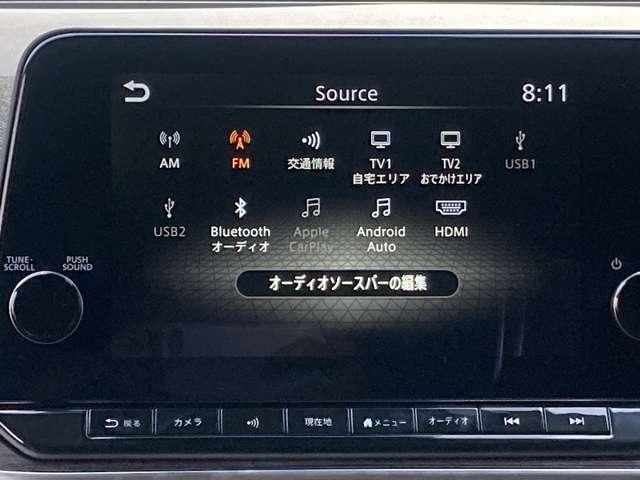 Source
8:11
AM
FM
交通情報
TV1
自宅エリア
TV2
おでかけエリア
USB1
USB2
Bluetooth
オーディオ
Apple
CarPlay
Android
Auto
HDMI
オーディオソースバーの編集
TUNE-
SCROLL
PUSH
SOUND
戻る
カメラ
現在地
メニュー
オーディオ